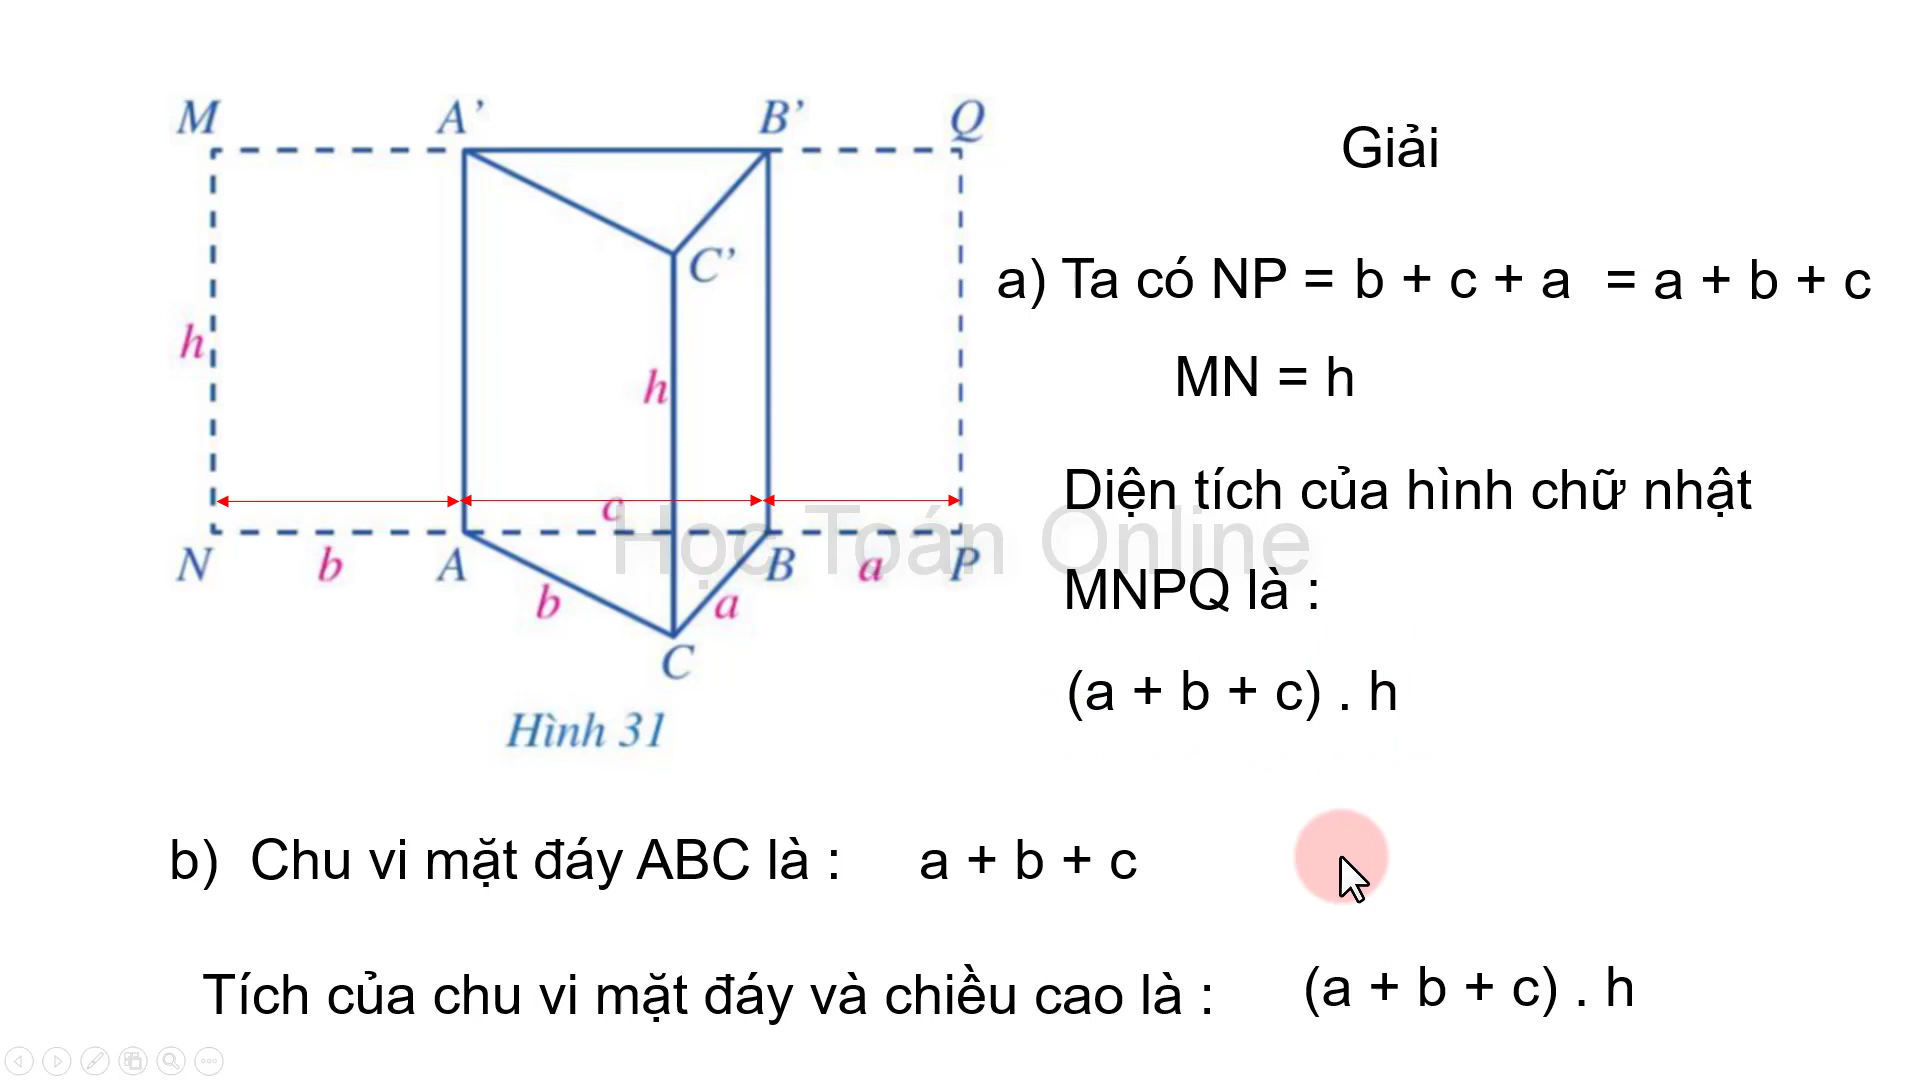 M A’ B’ Q
Giải
C’
a) Ta có NP = b + c + a = a + b + c
h
h
MN = h
c
Diện tích của hình chữ nhật
Học Toán Online
N b A B a P
b a
MNPQ là :
C
(a + b + c) . h
Hình 31
b) Chu vi mặt đáy ABC là : a + b + c
Tích của chu vi mặt đáy và chiều cao là : (a + b + c) . h